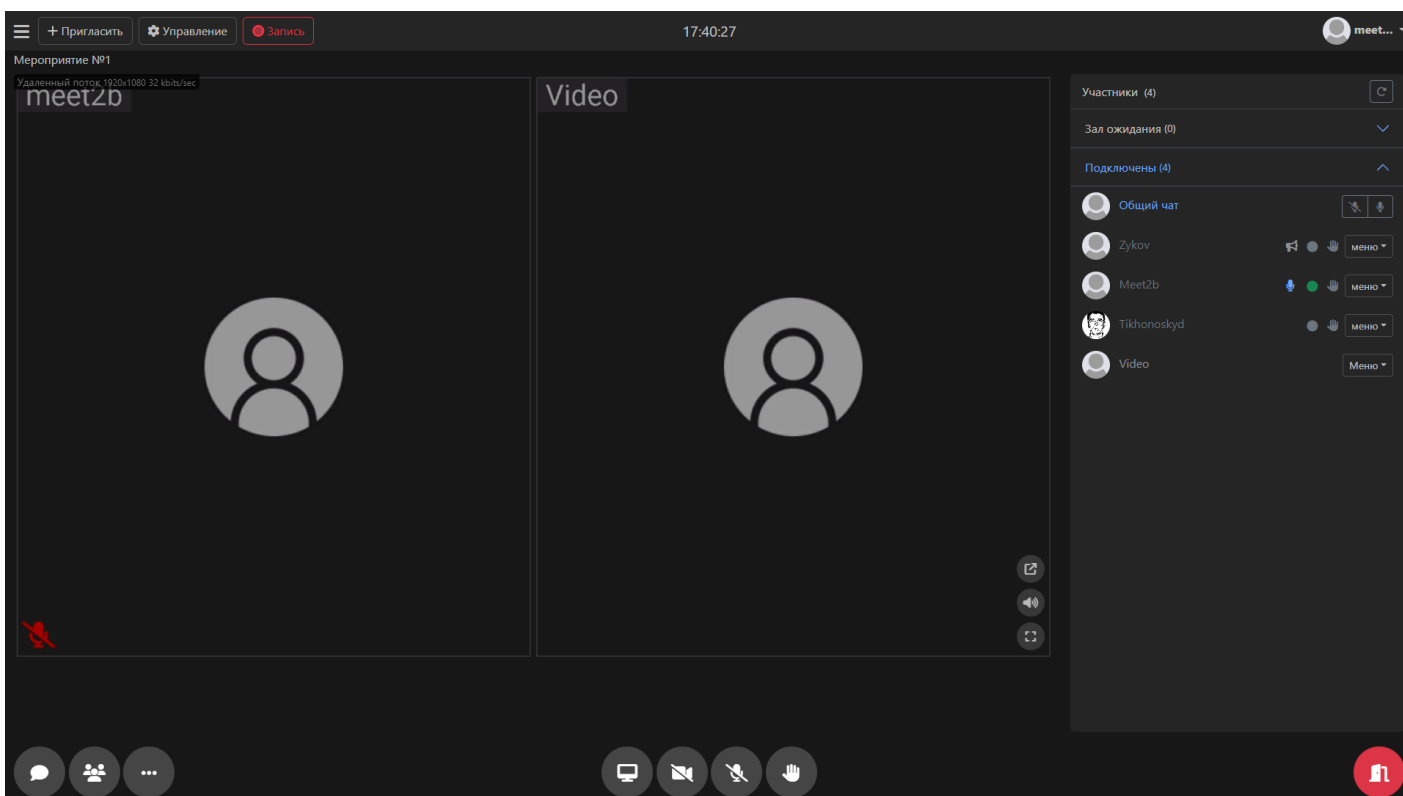 Пригласить
Управление
Запись
17:40:27
meet...
Мероприятие №1
Удаленный поток 1920x1080 32 kbits/sec
meet2b
Video
Участники (4)
Зал ожидания (0)
Подключены (4)
Общий чат
Zykov
меню
Meet2b
меню
Tikhonoskyd
меню
Video
Меню